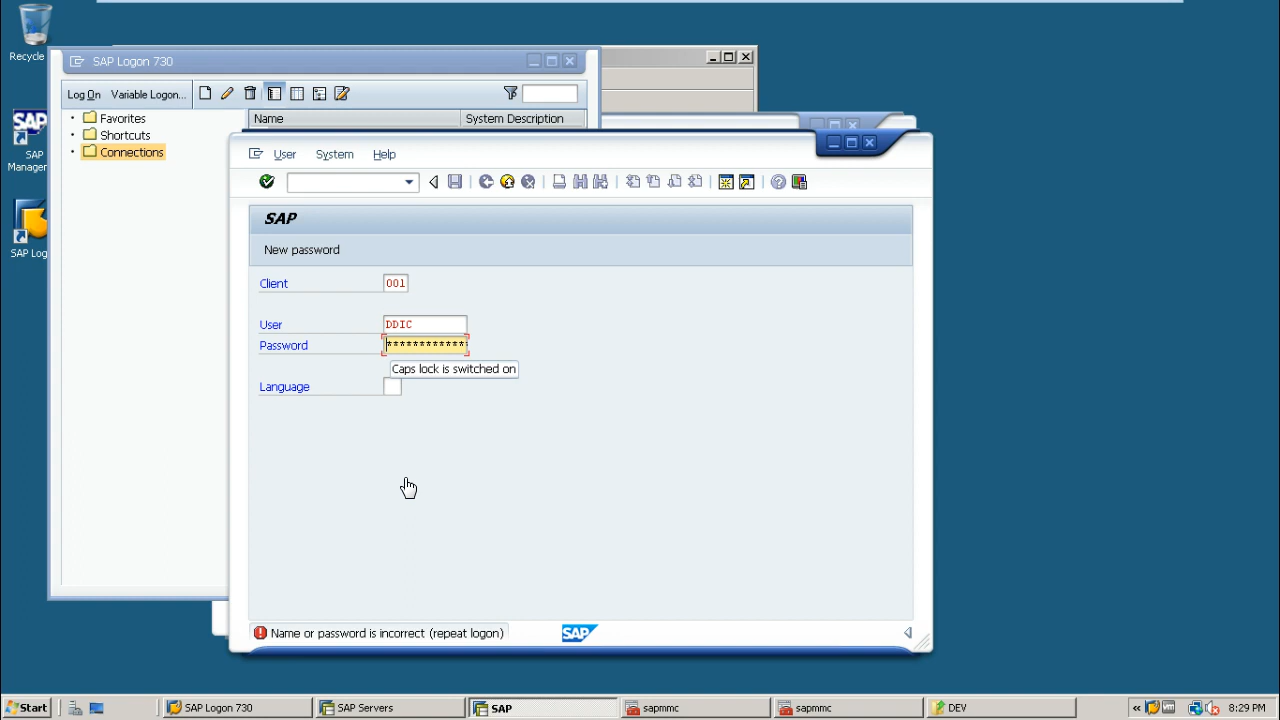 Recycle
SAP Logon 730
Log On Variable Logon...
Favorites
Name
System Description
Shortcuts
Connections
SAP
SAP
Manager
User System Help
SAP
New password
SAP Log
Client 001
User DDIC
Password ************
Caps lock is switched on
Language
Name or password is incorrect (repeat logon)
SAP
Start
SAP Logon 730
SAP Servers
SAP
sapmmc
sapmmc
DEV
« 8:29 PM